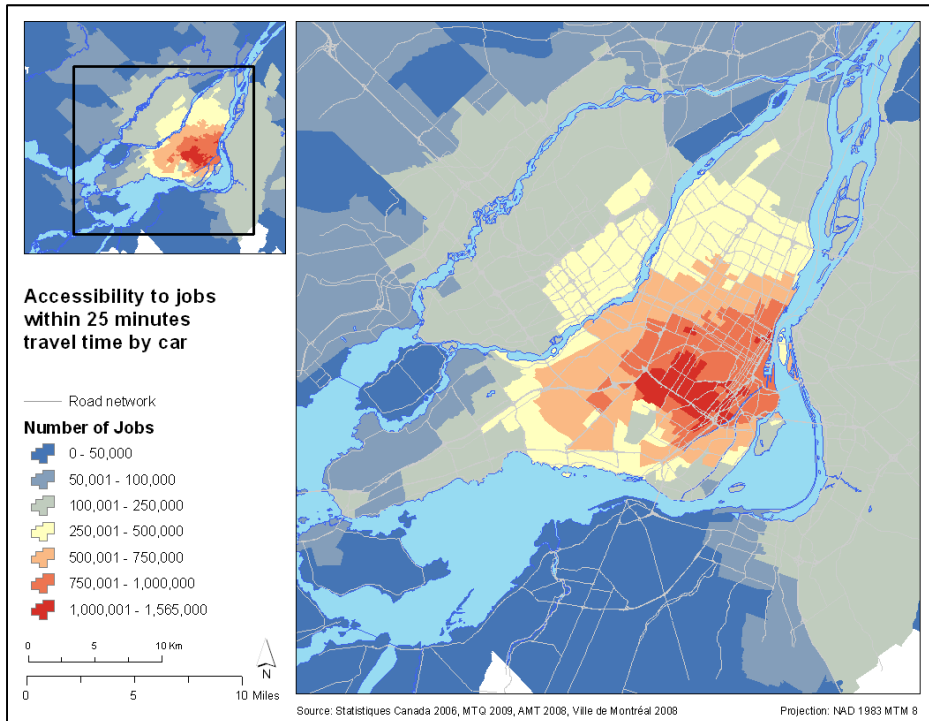 Accessibility to jobs
within 25 minutes
travel time by car
Road network
Number of Jobs
0 - 50,000
50,001 - 100,000
100,001 - 250,000
250,001 - 500,000
500,001 - 750,000
750,001 - 1,000,000
1,000,001 - 1,565,000
0 5 10 Km
N
0 5 10 Miles
Source: Statistiques Canada 2006, MTQ 2009, AMT 2008, Ville de Montréal 2008
Projection: NAD 1983 MTM 8